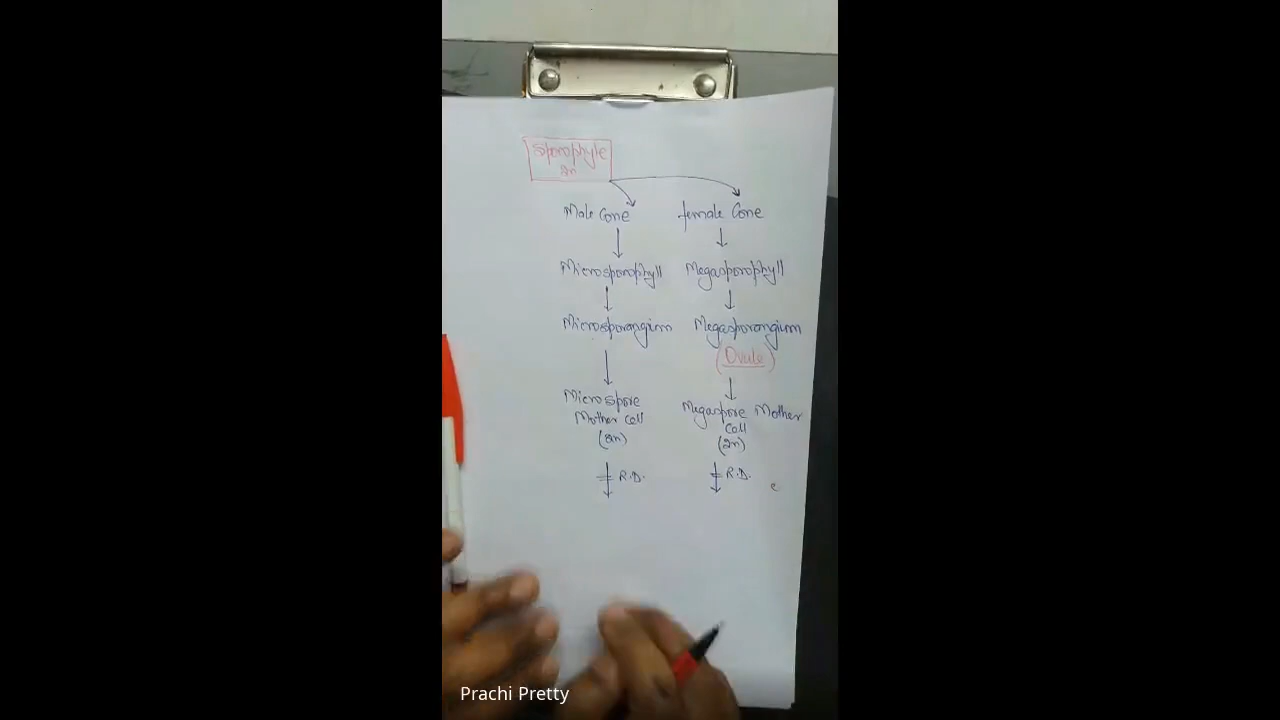 Sporophyte
2n
Male Cone female Cone
Microsporophyll Megasporophyll
Microsporangium Megasporangium
(Ovule)
Microspore
Mother Cell
(2n)
Megaspore Mother
Cell
(2n)
R.D. R.D.
Prachi Pretty